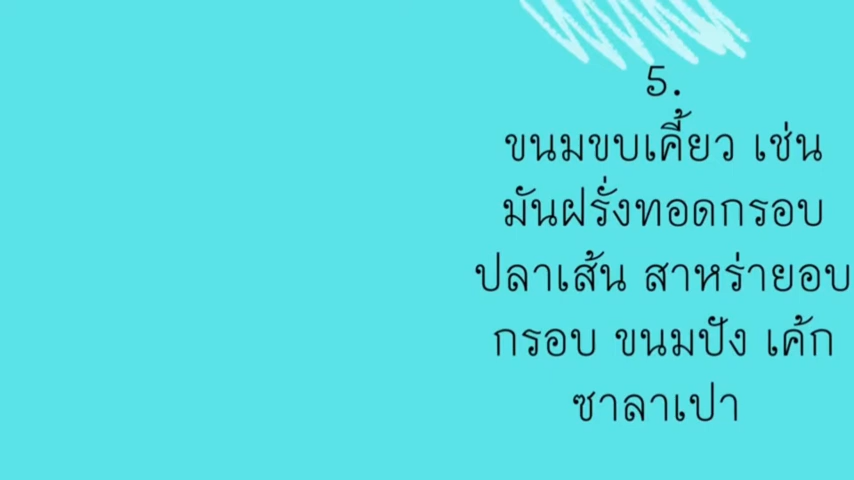 5.
ขนมขบเคี้ยว เช่น
มันฝรั่งทอดกรอบ
ปลาเส้น สาหร่ายอบ
กรอบ ขนมปัง เค้ก
ซาลาเปา